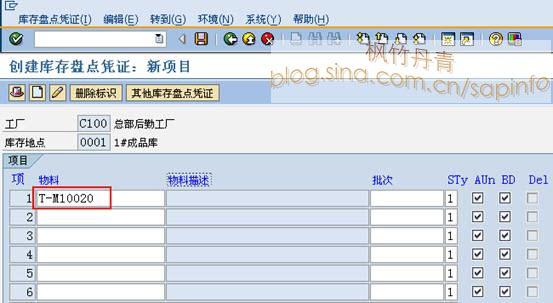 库存盘点凭证(I) 编辑(E) 转到(G) 环境(N) 系统(Y) 帮助(H)
枫竹丹青
blog.sina.com.cn/sapinfo
创建库存盘点凭证: 新项目
删除标识 其他库存盘点凭证
工厂 C100 总部后勤工厂
库存地点 0001 1#成品库
项目
项 物料 物料描述 批次 STy AUn BD Del
1 T-M10020 1
2 1
3 1
4 1
5 1
6 1